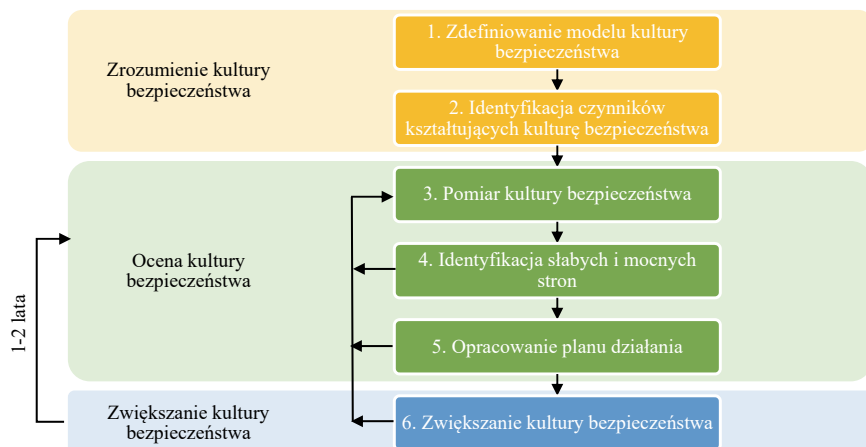 1. Zdefiniowanie modelu kultury
bezpieczeństwa
Zrozumienie kultury
bezpieczeństwa
2. Identyfikacja czynników
kształtujących kulturę bezpieczeństwa
3. Pomiar kultury bezpieczeństwa
Ocena kultury
bezpieczeństwa
4. Identyfikacja słabych i mocnych
stron
1-2 lata
5. Opracowanie planu działania
Zwiększanie kultury
bezpieczeństwa
6. Zwiększanie kultury bezpieczeństwa